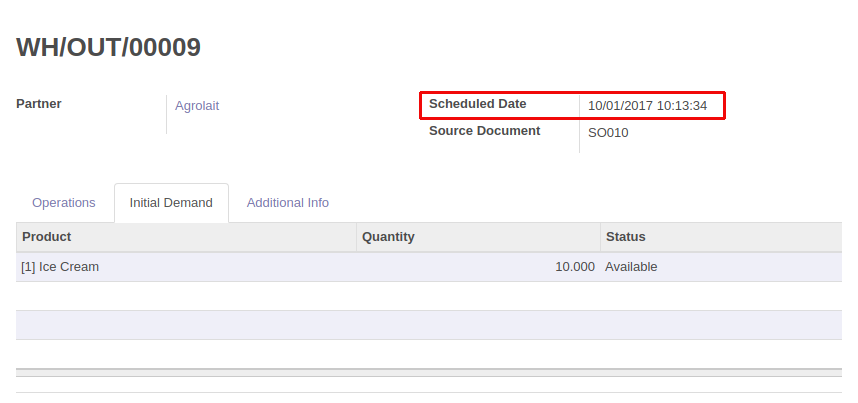 WH/OUT/00009
Partner Agrolait
Scheduled Date 10/01/2017 10:13:34
Source Document SO010
Operations Initial Demand Additional Info
Product Quantity Status
[1] Ice Cream 10.000 Available